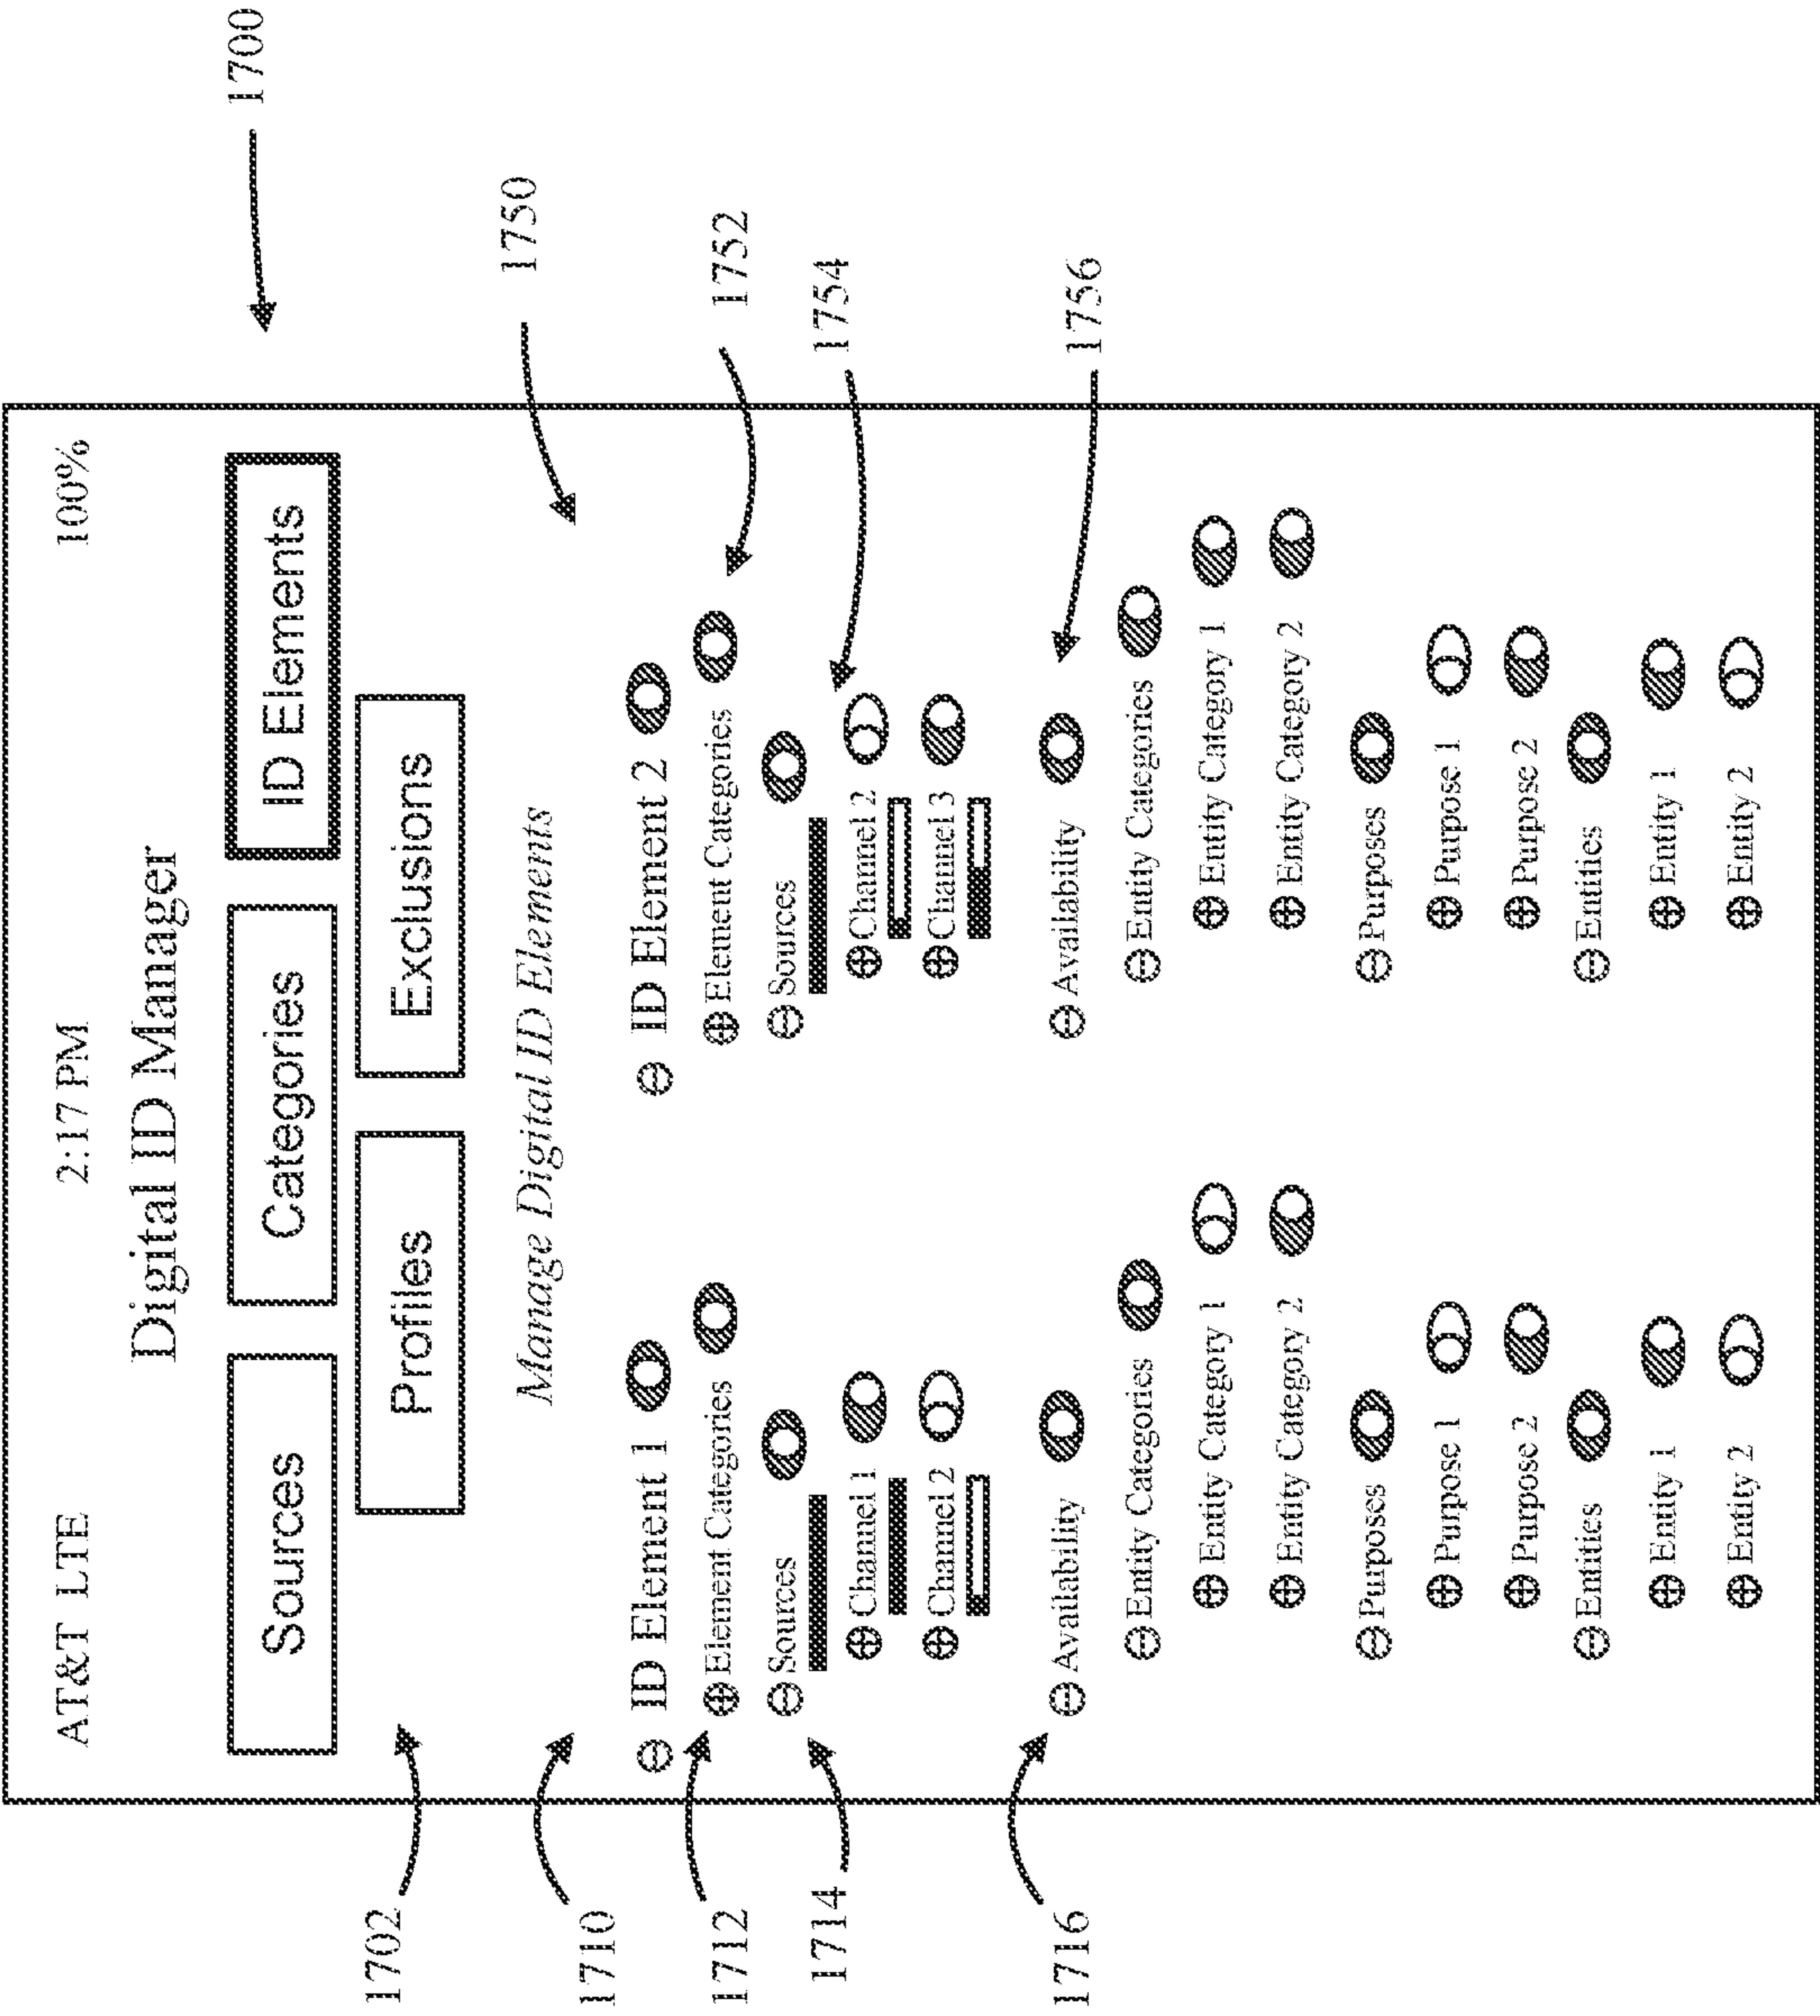 1700
AT&T LTE 2:17 PM 100%
Digital ID Manager
Sources Categories ID Elements
Profiles Exclusions
1702
Manage Digital ID Elements
1750
1710
ID Element 1 ID Element 2
1712
Element Categories Element Categories
1752
1714
Sources Sources
1754
Channel 1 Channel 2
Channel 2 Channel 3
1716
Availability Availability
1756
Entity Categories Entity Categories
Entity Category 1 Entity Category 1
Entity Category 2 Entity Category 2
Purposes Purposes
Purpose 1 Purpose 1
Purpose 2 Purpose 2
Entities Entities
Entity 1 Entity 1
Entity 2 Entity 2